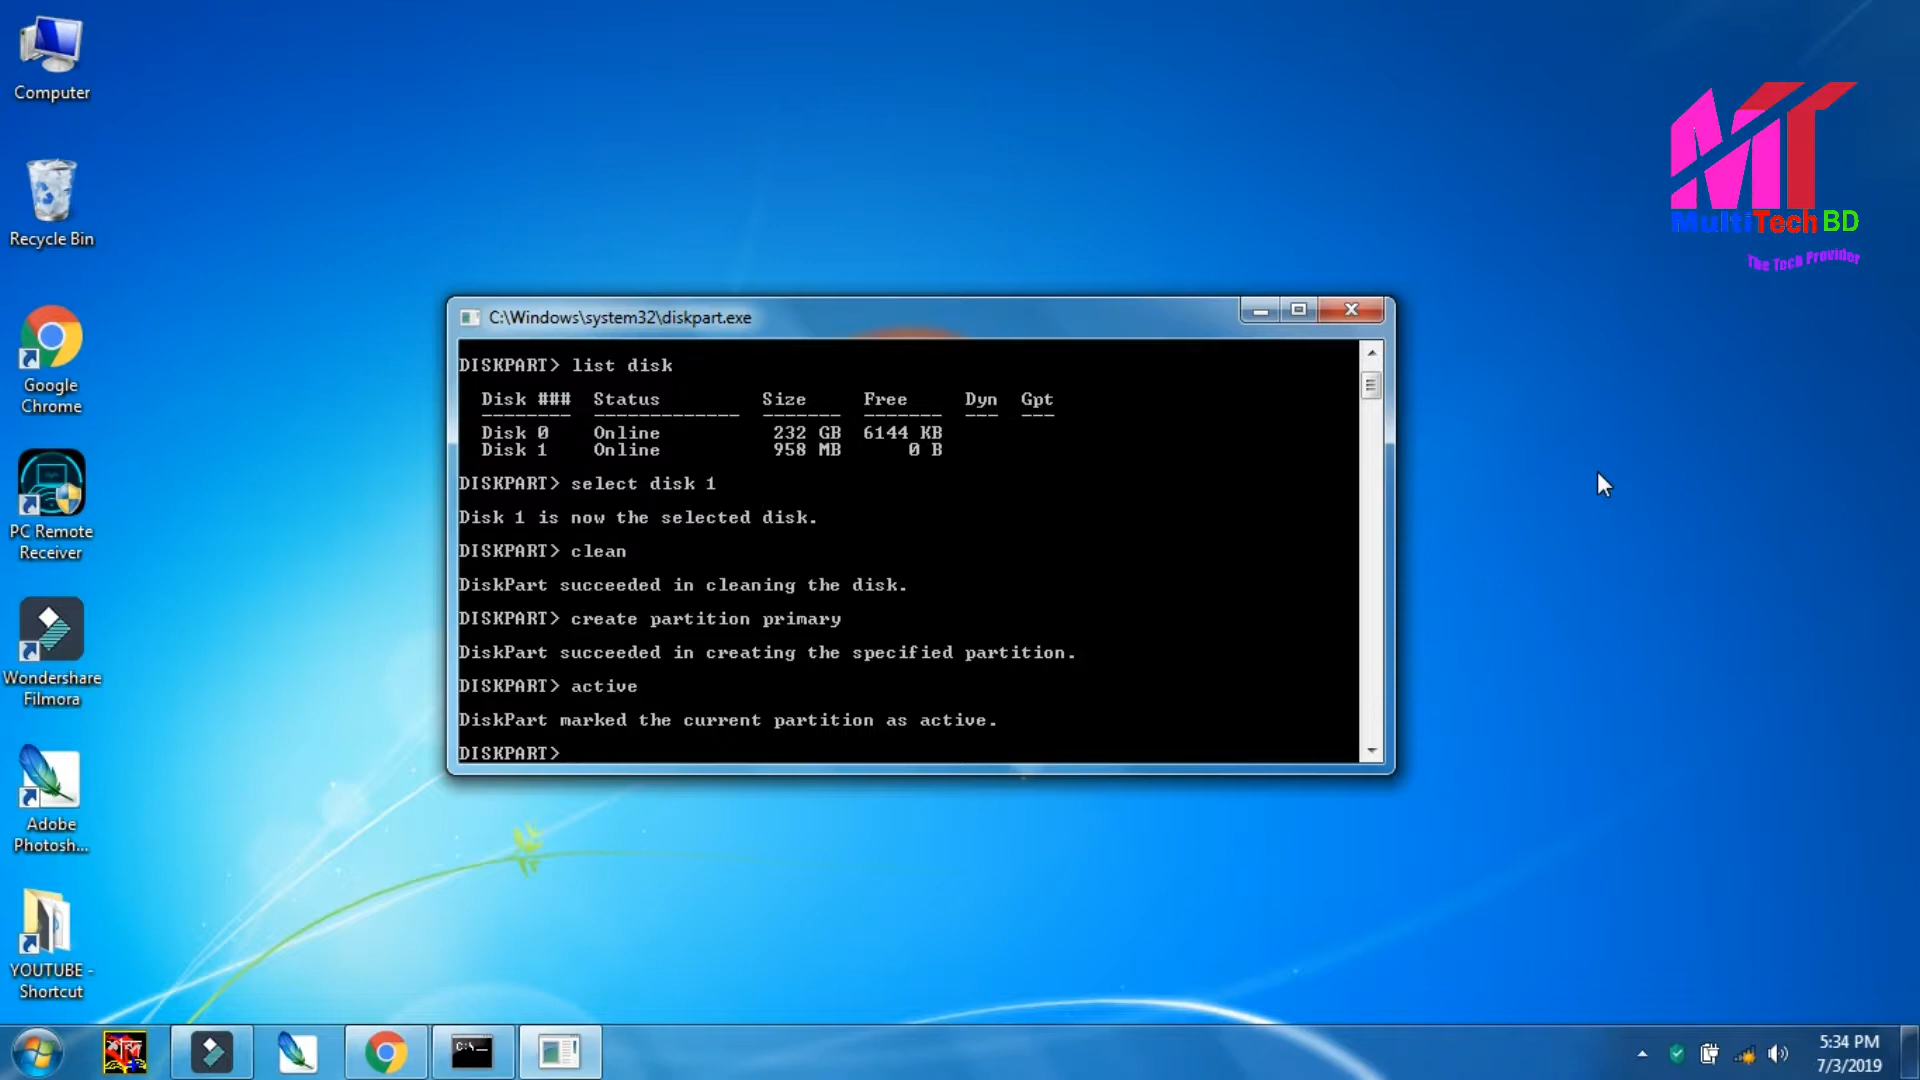 Computer
Recycle Bin
Google
Chrome
PC Remote
Receiver
Wondershare
Filmora
Adobe
Photosh...
YOUTUBE -
Shortcut
MT
MultiTech BD
The Tech Provider
C:\Windows\system32\diskpart.exe
DISKPART> list disk
Disk ### Status Size Free Dyn Gpt
-------- ------------- ------- ------- --- ---
Disk 0 Online 232 GB 6144 KB
Disk 1 Online 958 MB 0 B
DISKPART> select disk 1
Disk 1 is now the selected disk.
DISKPART> clean
DiskPart succeeded in cleaning the disk.
DISKPART> create partition primary
DiskPart succeeded in creating the specified partition.
DISKPART> active
DiskPart marked the current partition as active.
DISKPART>
C:\_
5:34 PM
7/3/2019